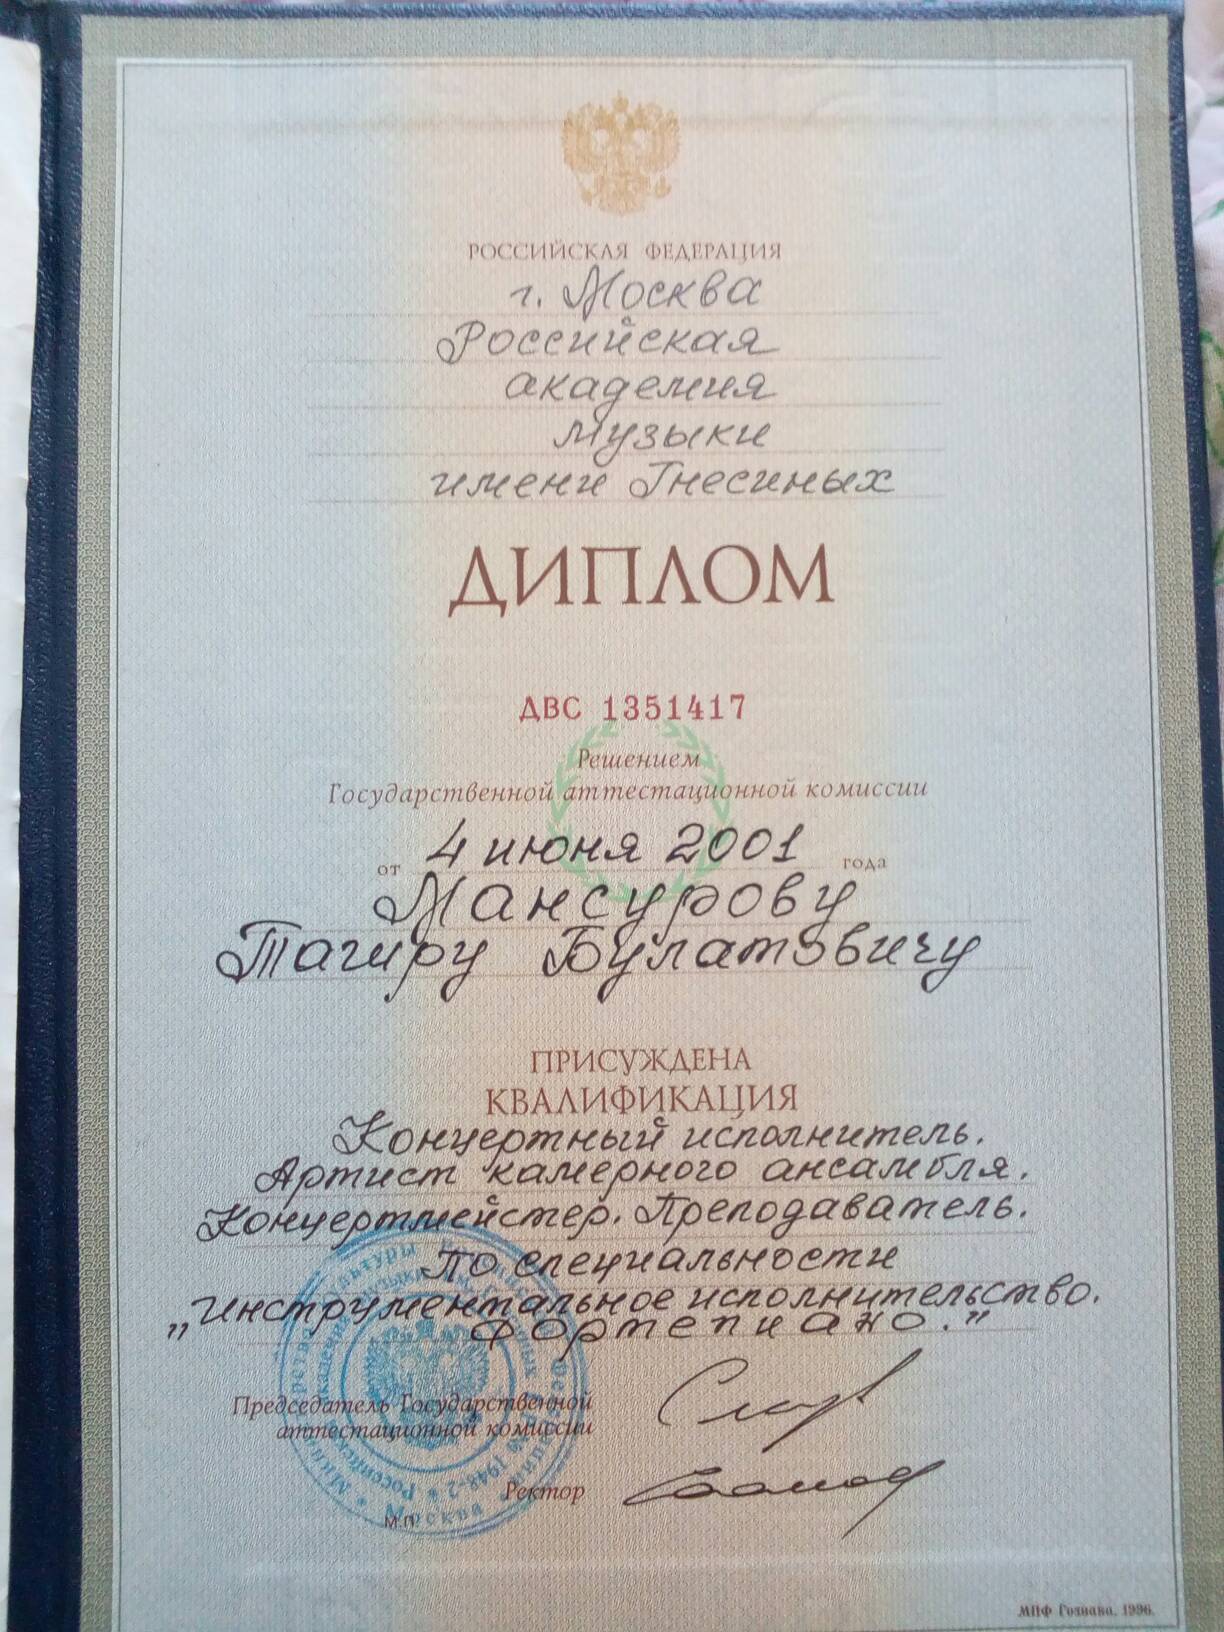 РОССИЙСКАЯ ФЕДЕРАЦИЯ
г. Москва
Российская
академия
музыки
имени Гнесиных
ДИПЛОМ
ДВС 1351417
Решением
Государственной аттестационной комиссии
от 4 июня 2001 года
Мансурову
Тагиру Булатовичу
ПРИСУЖДЕНА
КВАЛИФИКАЦИЯ
Концертный исполнитель.
Артист камерного ансамбля.
Концертмейстер. Преподаватель.
По специальности
„Инструментальное исполнительство.
Фортепиано.”
Председатель Государственной
аттестационной комиссии
Ректор
М.П.
Москва
МПФ Гознака. 1996.